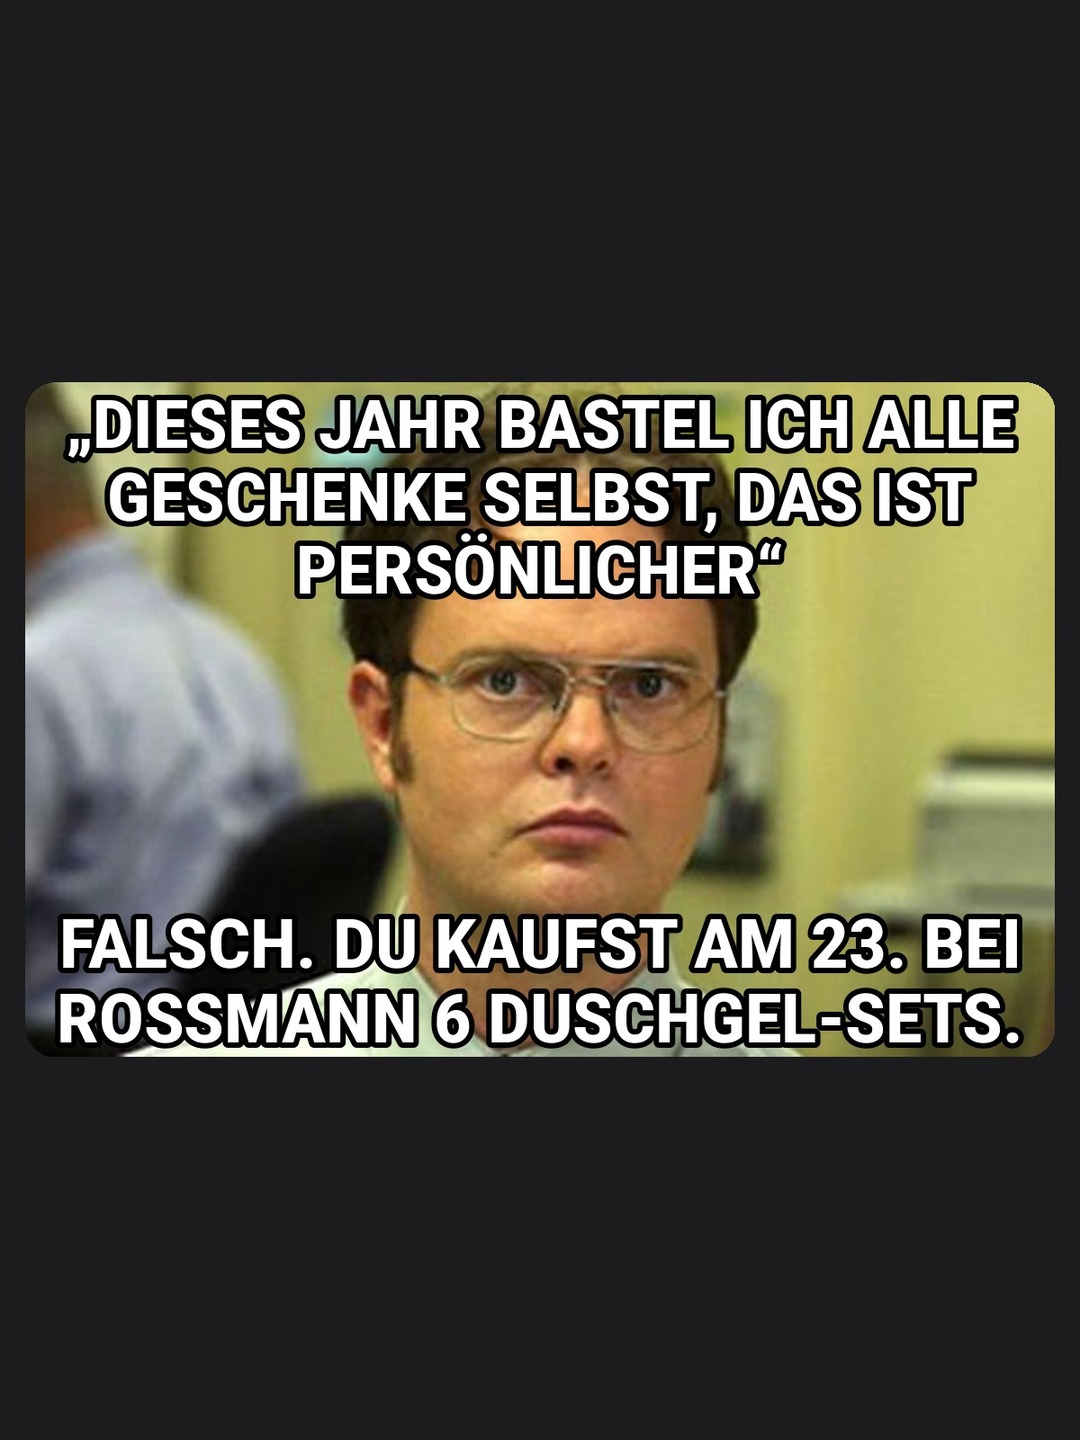 „DIESES JAHR BASTEL ICH ALLE
GESCHENKE SELBST, DAS IST
PERSÖNLICHER“
FALSCH. DU KAUFST AM 23. BEI
ROSSMANN 6 DUSCHGEL-SETS.